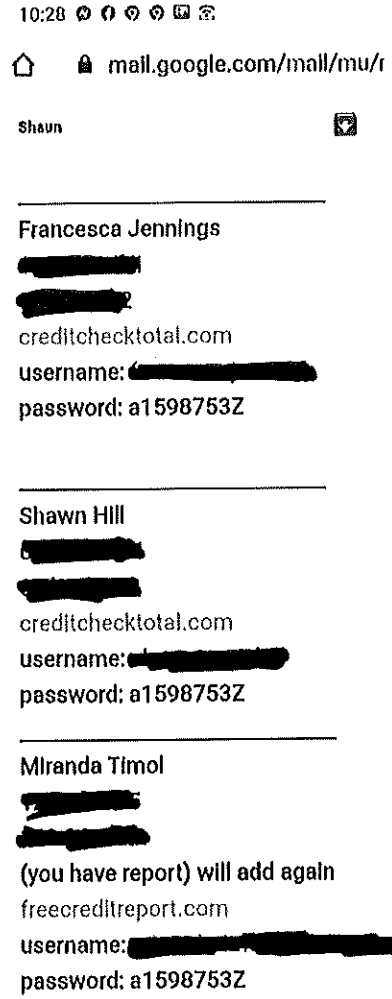 10:28
mail.google.com/mail/mu/
Shaun
Francesca Jennings
creditchecktotal.com
username:
password: a1598753Z
Shawn Hill
creditchecktotal.com
username:
password: a1598753Z
Miranda Timol
(you have report) will add again
freecreditreport.com
username:
password: a1598753Z